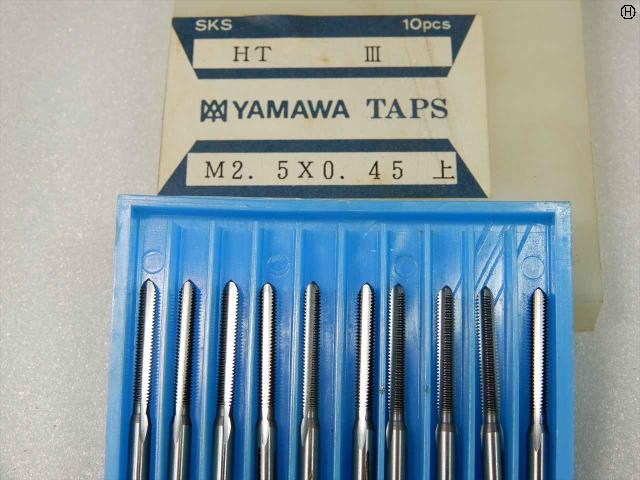 SKS 10pcs
HT Ⅲ
YAMAWA TAPS
M2. 5X0. 45 上
H